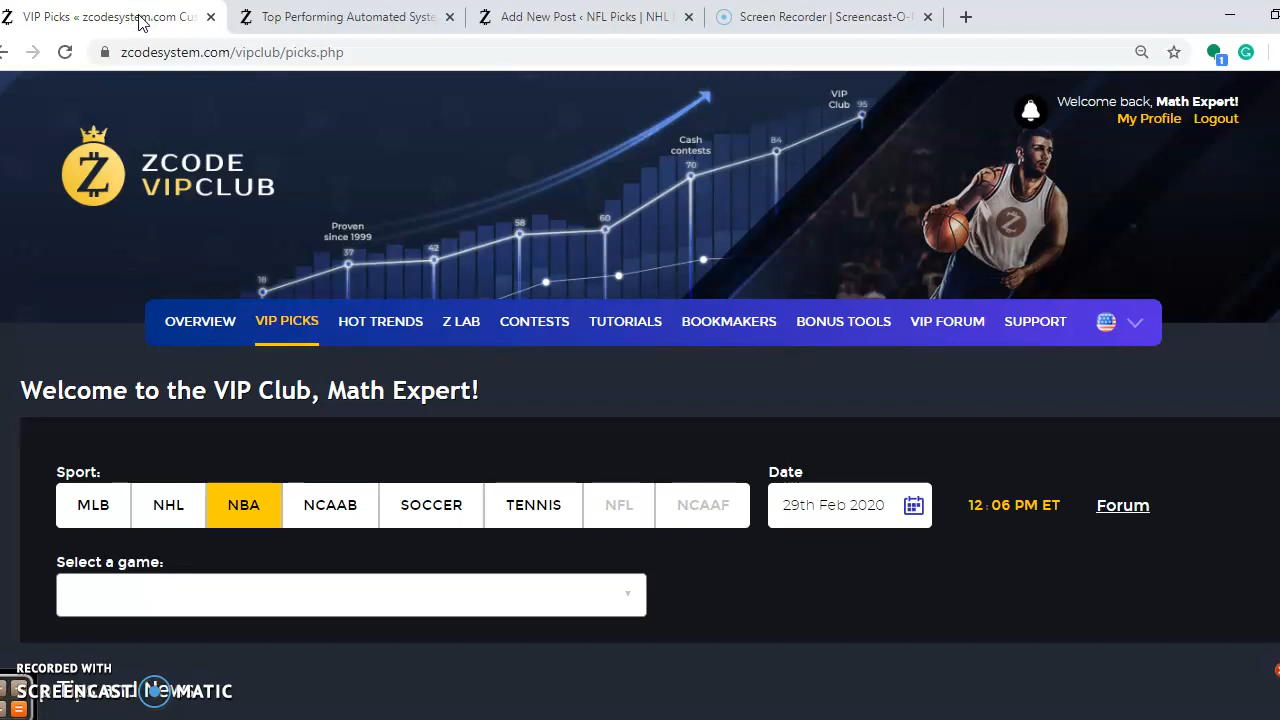 VIP Picks « zcodesystem.com Cus
Top Performing Automated Syste
Add New Post ‹ NFL Picks | NHL
Screen Recorder | Screencast-O-
zcodesystem.com/vipclub/picks.php
1
Welcome back, Math Expert!
My Profile Logout
ZCODE
VIPCLUB
Proven
since 1999
Cash
contests
VIP
Club
18
37
42
58
60
70
84
95
OVERVIEW VIP PICKS HOT TRENDS Z LAB CONTESTS TUTORIALS BOOKMAKERS BONUS TOOLS VIP FORUM SUPPORT
Welcome to the VIP Club, Math Expert!
Sport:
Date
MLB NHL NBA NCAAB SOCCER TENNIS NFL NCAAF
29th Feb 2020
12:06 PM ET
Forum
Select a game:
RECORDED WITH
SCREENCAST MATIC